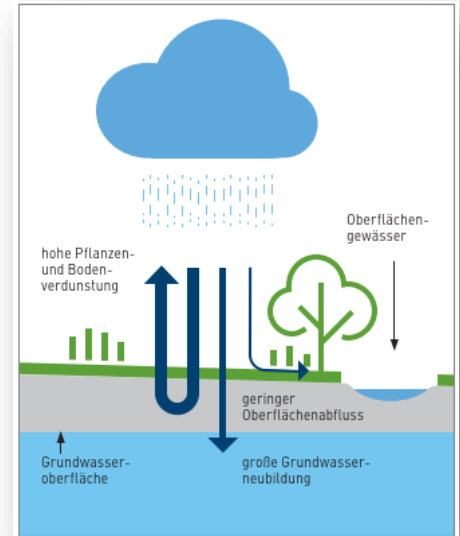 Oberflächen-
gewässer
hohe Pflanzen-
und Boden-
verdunstung
geringer
Oberflächenabfluss
Grundwasser-
oberfläche
große Grundwasser-
neubildung